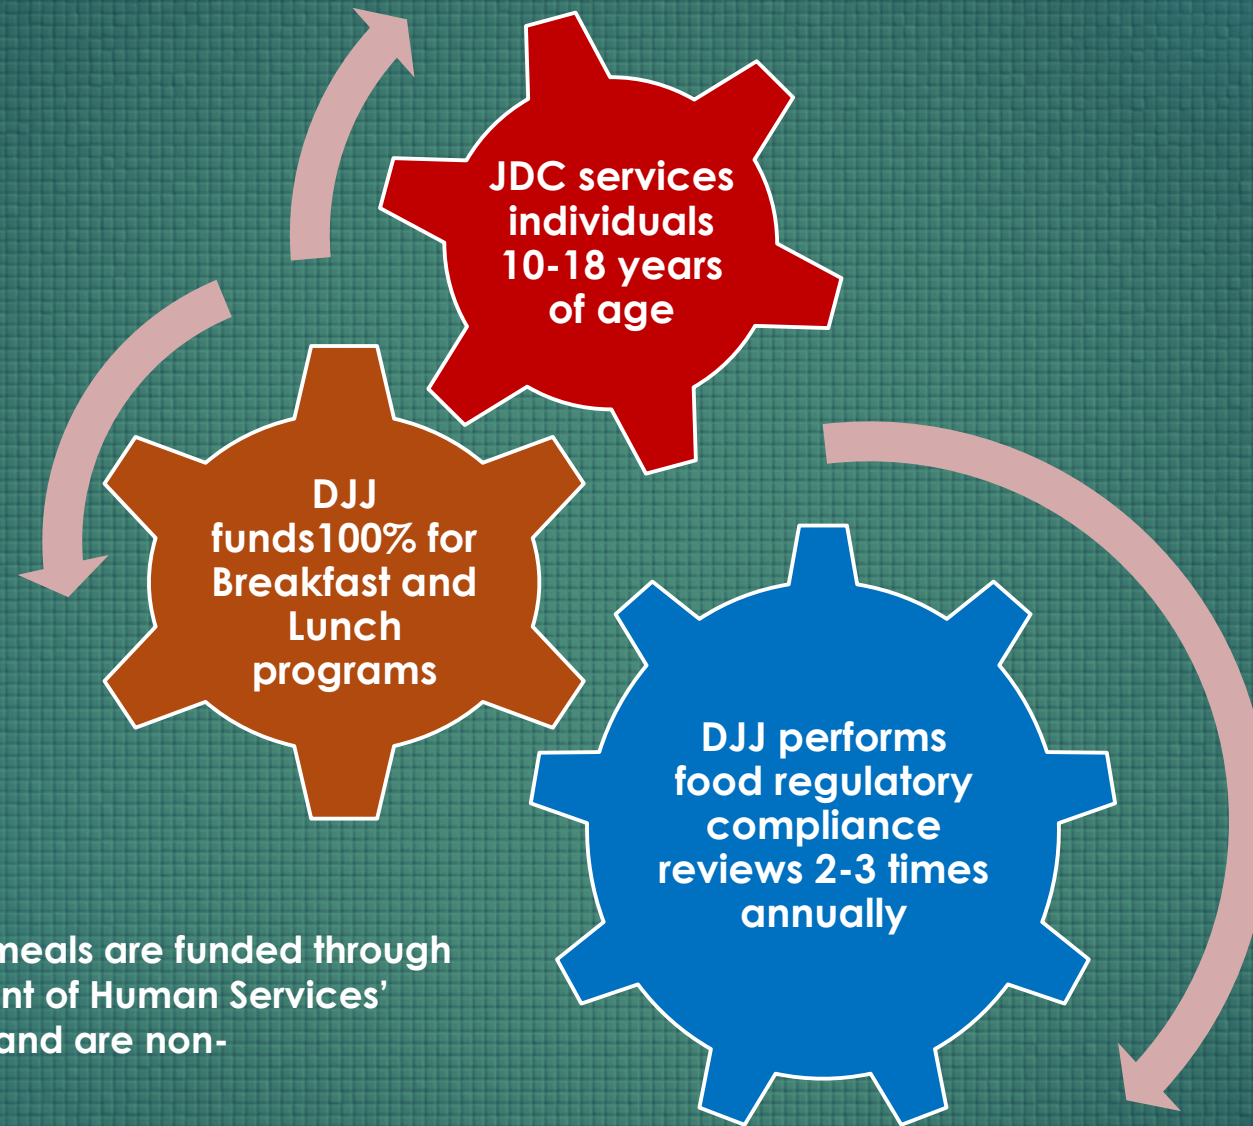 JDC services
individuals
10-18 years
of age
DJJ
funds100% for
Breakfast and
Lunch
programs
DJJ performs
food regulatory
compliance
reviews 2-3 times
annually
meals are funded through
nt of Human Services’
and are non-